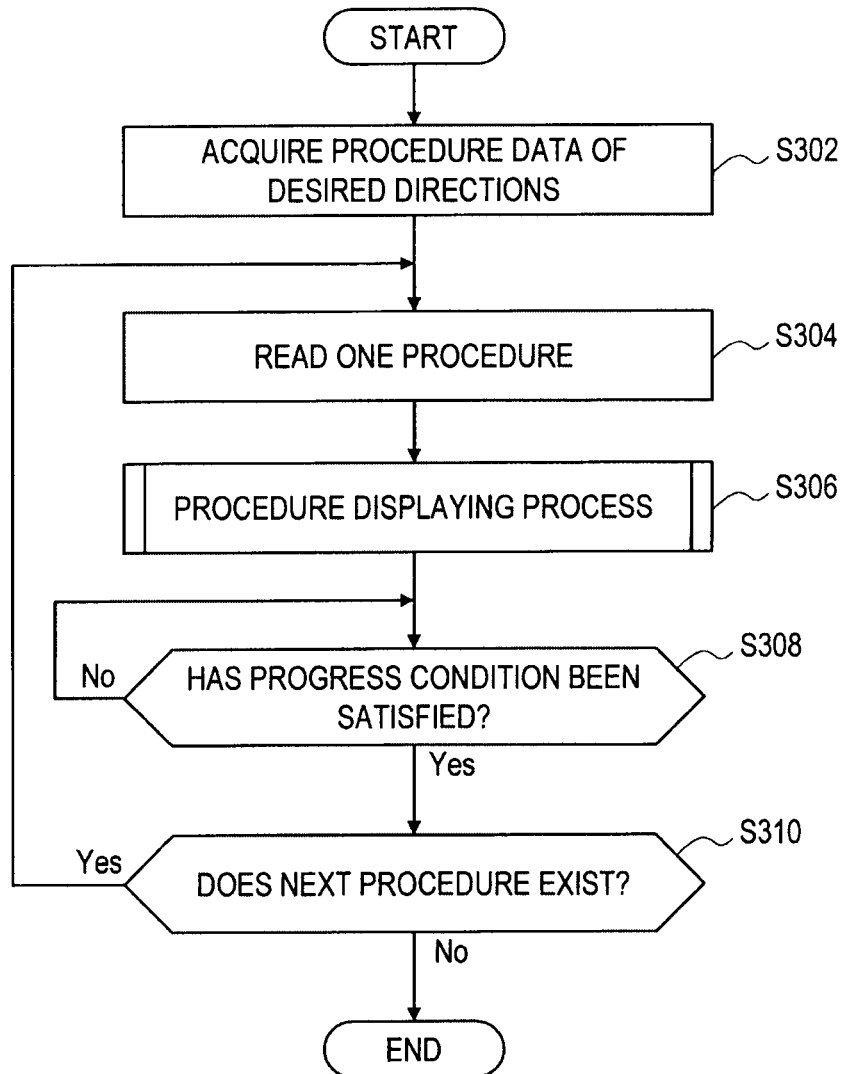 START
ACQUIRE PROCEDURE DATA OF
DESIRED DIRECTIONS
S302
READ ONE PROCEDURE
S304
PROCEDURE DISPLAYING PROCESS
S306
HAS PROGRESS CONDITION BEEN
SATISFIED?
S308
No
Yes
DOES NEXT PROCEDURE EXIST?
S310
Yes
No
END